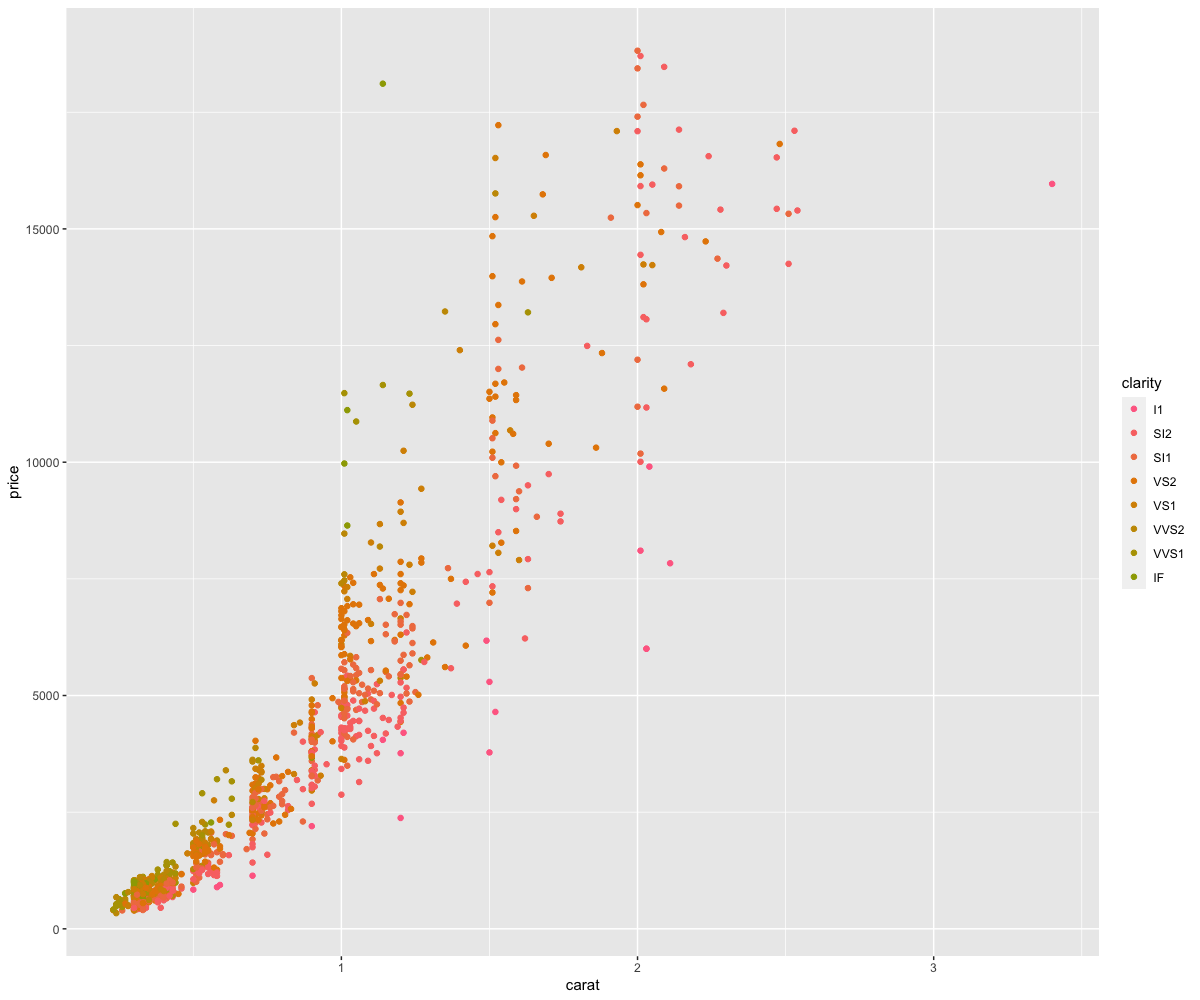 price
15000
10000
5000
0
1
2
3
carat
clarity
I1
SI2
SI1
VS2
VS1
VVS2
VVS1
IF